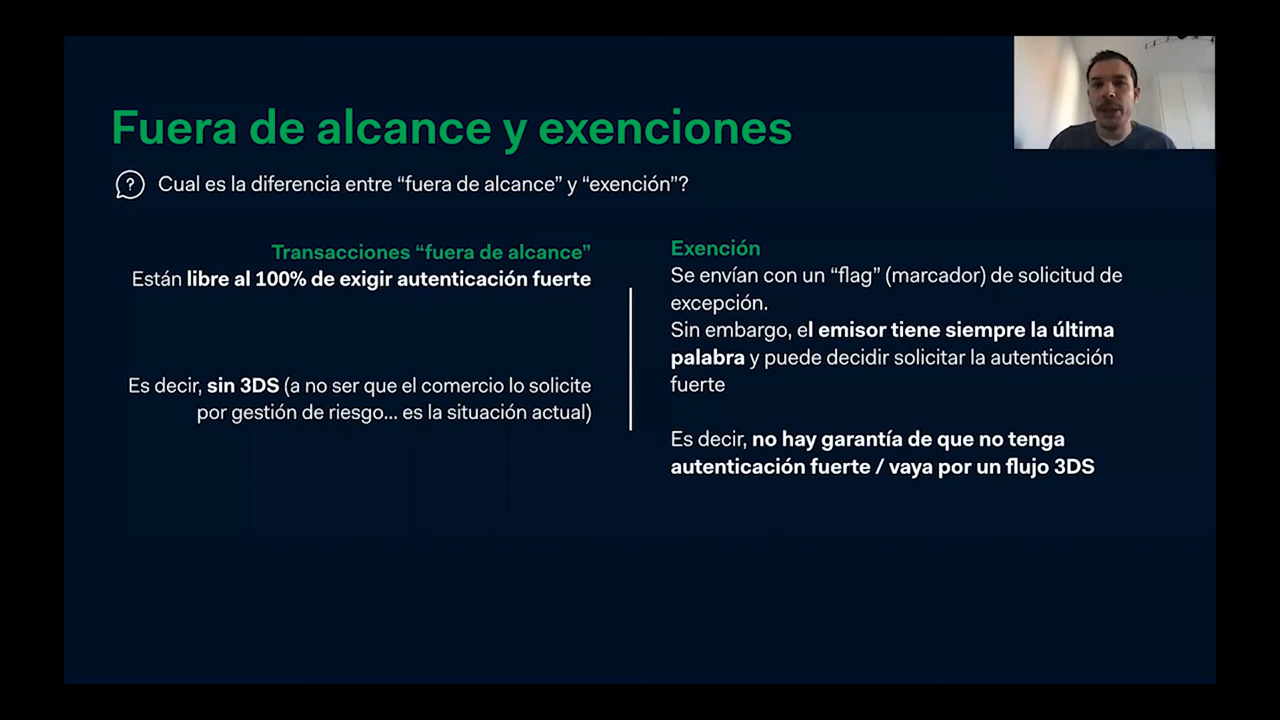 Fuera de alcance y exenciones
? Cual es la diferencia entre “fuera de alcance” y “exención”?
Transacciones “fuera de alcance”
Están libre al 100% de exigir autenticación fuerte
Es decir, sin 3DS (a no ser que el comercio lo solicite
por gestión de riesgo... es la situación actual)
Exención
Se envían con un “flag” (marcador) de solicitud de
excepción.
Sin embargo, el emisor tiene siempre la última
palabra y puede decidir solicitar la autenticación
fuerte
Es decir, no hay garantía de que no tenga
autenticación fuerte / vaya por un flujo 3DS